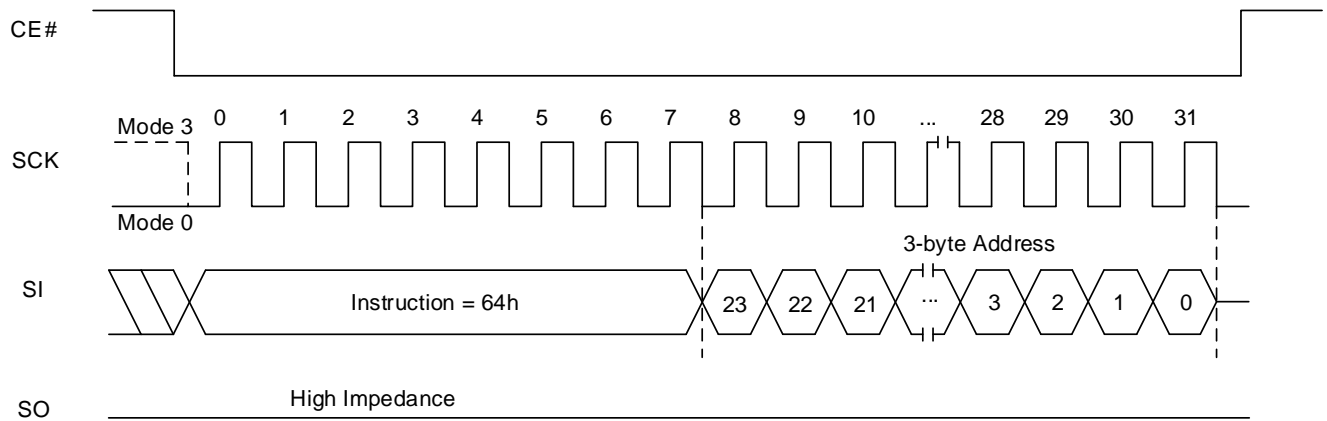 CE#
0 1 2 3 4 5 6 7 8 9 10 ... 28 29 30 31
Mode 3
SCK
Mode 0
3-byte Address
SI
Instruction = 64h
23 22 21 ... 3 2 1 0
High Impedance
SO